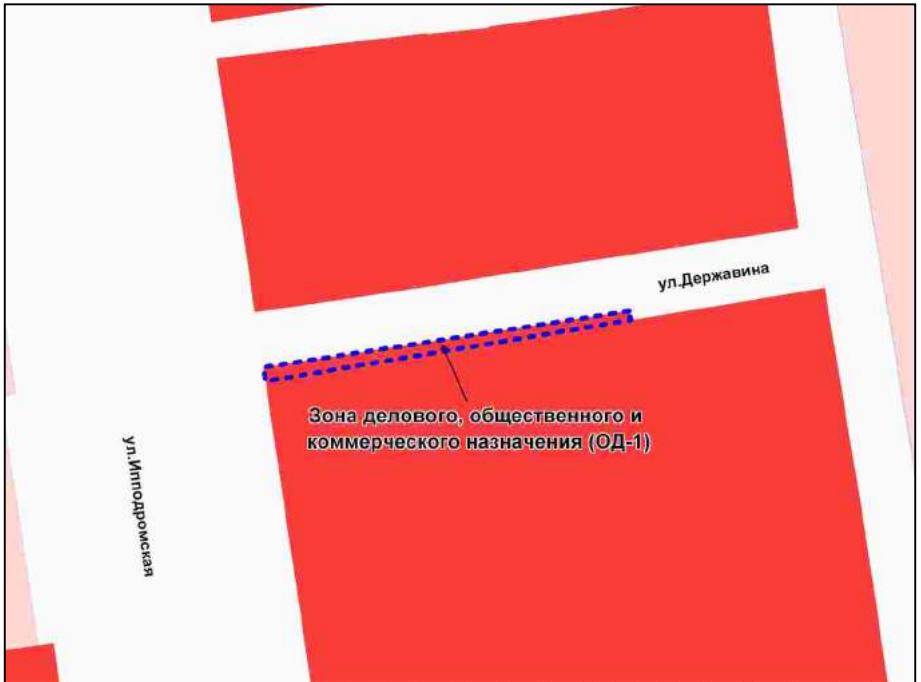 ул.Державина
Зона делового, общественного и
коммерческого назначения (ОД-1)
ул.Ипподромская